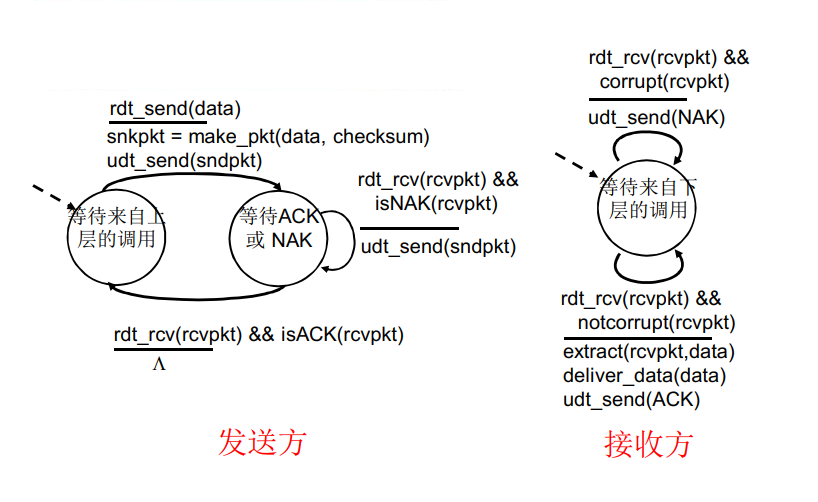 rdt_send(data)
snkpkt = make_pkt(data, checksum)
udt_send(sndpkt)
等待来自上
层的调用
等待ACK
或 NAK
rdt_rcv(rcvpkt) &&
isNAK(rcvpkt)
udt_send(sndpkt)
rdt_rcv(rcvpkt) && isACK(rcvpkt)
Λ
发送方
rdt_rcv(rcvpkt) &&
corrupt(rcvpkt)
udt_send(NAK)
等待来自下
层的调用
rdt_rcv(rcvpkt) &&
notcorrupt(rcvpkt)
extract(rcvpkt,data)
deliver_data(data)
udt_send(ACK)
接收方